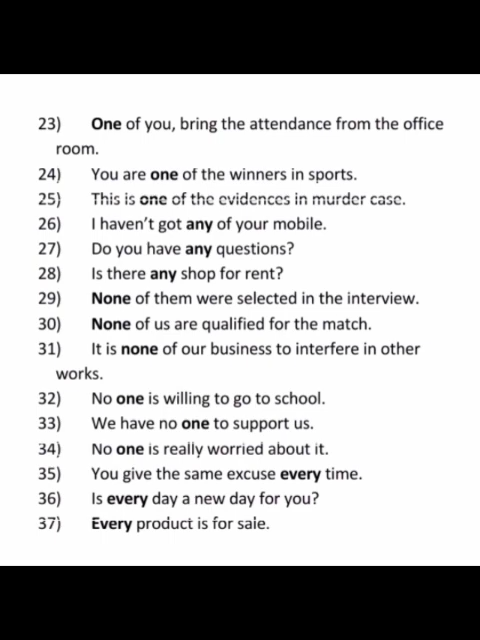 23) One of you, bring the attendance from the office
room.
24) You are one of the winners in sports.
25) This is one of the evidences in murder case.
26) I haven't got any of your mobile.
27) Do you have any questions?
28) Is there any shop for rent?
29) None of them were selected in the interview.
30) None of us are qualified for the match.
31) It is none of our business to interfere in other
works.
32) No one is willing to go to school.
33) We have no one to support us.
34) No one is really worried about it.
35) You give the same excuse every time.
36) Is every day a new day for you?
37) Every product is for sale.